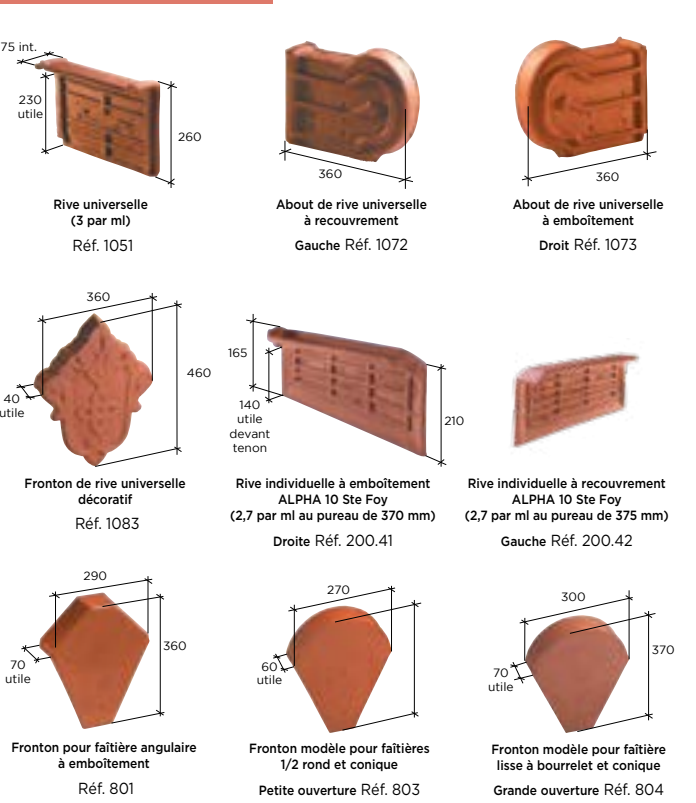 75 int.
230
utile
260
Rive universelle
(3 par ml)
Réf. 1051
360
About de rive universelle
à recouvrement
Gauche Réf. 1072
360
About de rive universelle
à emboîtement
Droit Réf. 1073
360
460
40
utile
Fronton de rive universelle
décoratif
Réf. 1083
165
140
utile
devant
tenon
210
Rive individuelle à emboîtement
ALPHA 10 Ste Foy
(2,7 par ml au pureau de 370 mm)
Droite Réf. 200.41
Rive individuelle à recouvrement
ALPHA 10 Ste Foy
(2,7 par ml au pureau de 375 mm)
Gauche Réf. 200.42
290
360
70
utile
Fronton pour faîtière angulaire
à emboîtement
Réf. 801
270
60
utile
Fronton modèle pour faîtières
1/2 rond et conique
Petite ouverture Réf. 803
300
370
70
utile
Fronton modèle pour faîtière
lisse à bourrelet et conique
Grande ouverture Réf. 804